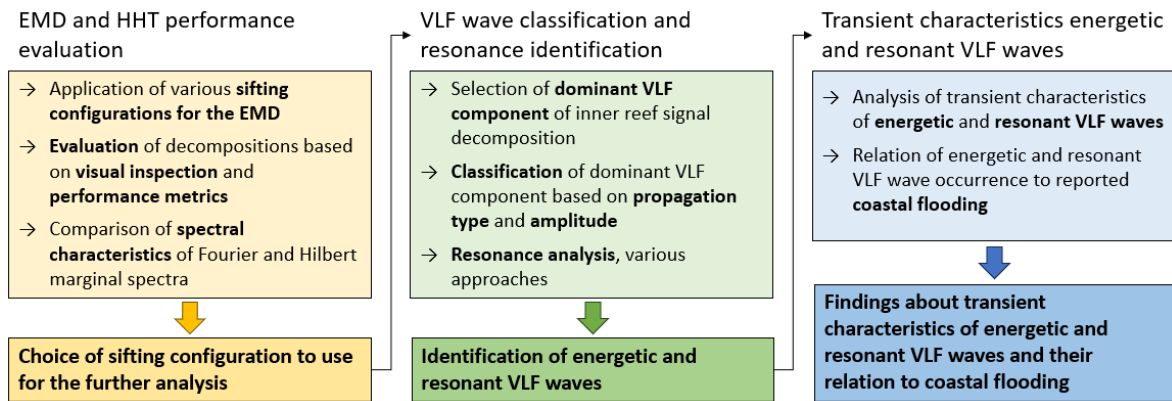 EMD and HHT performance
evaluation
→ Application of various sifting
configurations for the EMD
→ Evaluation of decompositions based
on visual inspection and
performance metrics
→ Comparison of spectral
characteristics of Fourier and Hilbert
marginal spectra
Choice of sifting configuration to use
for the further analysis
VLF wave classification and
resonance identification
→ Selection of dominant VLF
component of inner reef signal
decomposition
→ Classification of dominant VLF
component based on propagation
type and amplitude
→ Resonance analysis, various
approaches
Identification of energetic and
resonant VLF waves
Transient characteristics energetic
and resonant VLF waves
→ Analysis of transient characteristics
of energetic and resonant VLF waves
→ Relation of energetic and resonant
VLF wave occurrence to reported
coastal flooding
Findings about transient
characteristics of energetic and
resonant VLF waves and their
relation to coastal flooding